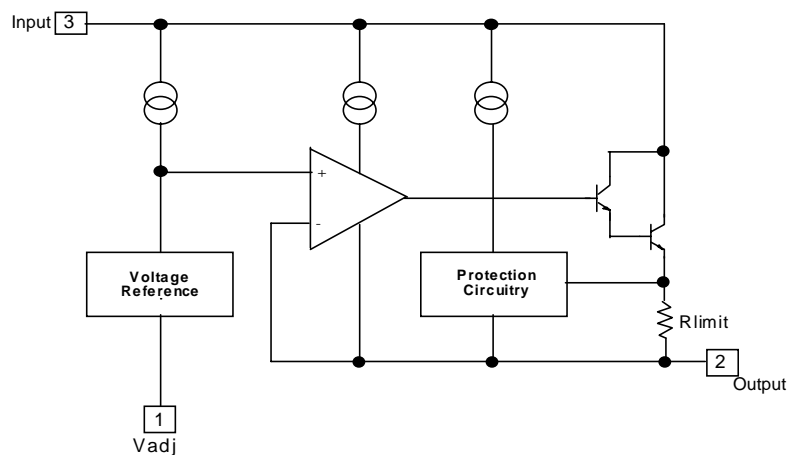 Input 3
+
-
Voltage
Reference
Protection
Circuitry
Rlimit
2
Output
1
Vadj